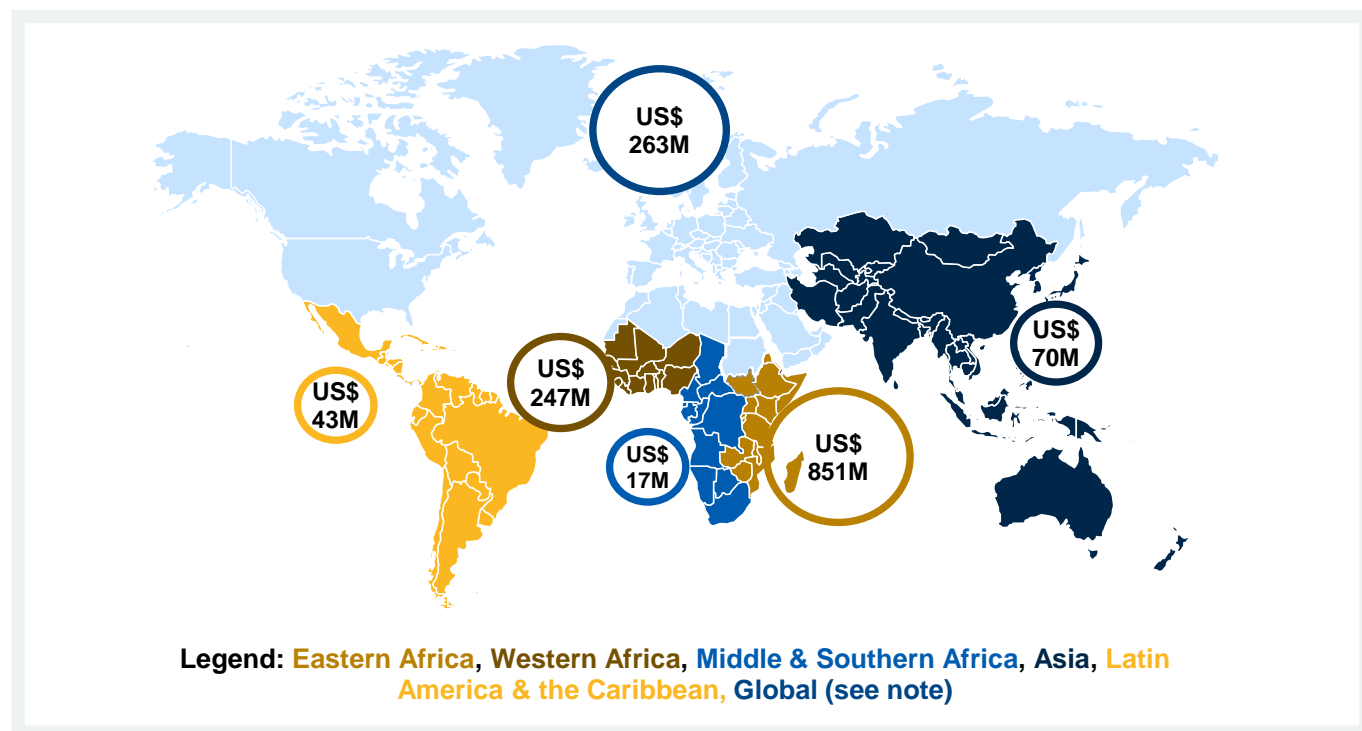 US$
263M
US$
70M
US$
247M
US$
43M
US$
851M
US$
17M
Legend: Eastern Africa, Western Africa, Middle & Southern Africa, Asia, Latin
America & the Caribbean, Global (see note)